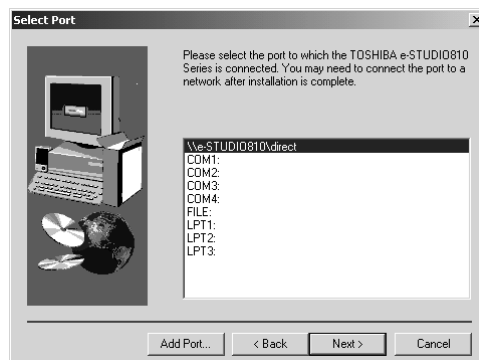 Select Port
Please select the port to which the TOSHIBA e-STUDIO810
Series is connected. You may need to connect the port to a
network after installation is complete.
\\e-STUDIO810\direct
COM1:
COM2:
COM3:
COM4:
FILE:
LPT1:
LPT2:
LPT3:
Add Port...
< Back
Next >
Cancel